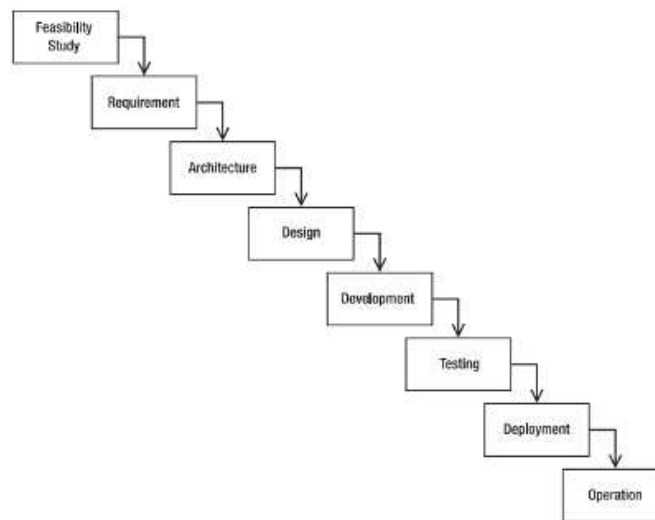 Feasibility
Study
Requirement
Architecture
Design
Development
Testing
Deployment
Operation